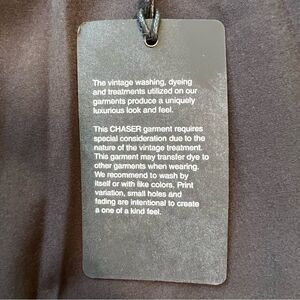 The vintage washing, dyeing
and treatments utilized on our
garments produce a uniquely
luxurious look and feel.
This CHASER garment requires
special consideration due to the
nature of the vintage treatment.
This garment may transfer dye to
other garments when wearing.
We recommend to wash by
itself or with like colors. Print
variation, small holes and
fading are intentional to create
a one of a kind feel.